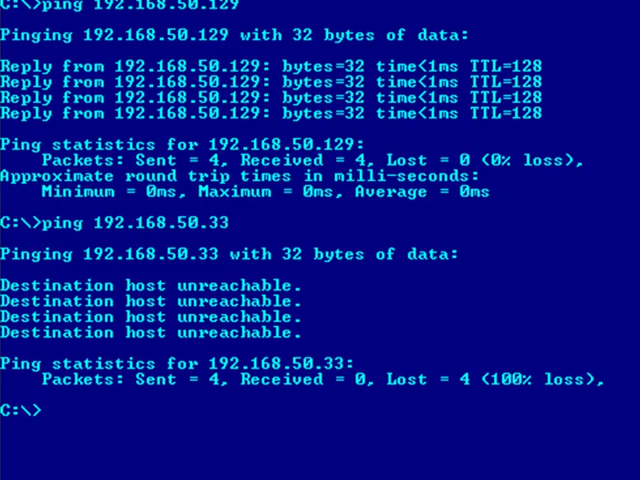 C:\>ping 192.168.50.129
Pinging 192.168.50.129 with 32 bytes of data:
Reply from 192.168.50.129: bytes=32 time<1ms TTL=128
Reply from 192.168.50.129: bytes=32 time<1ms TTL=128
Reply from 192.168.50.129: bytes=32 time<1ms TTL=128
Reply from 192.168.50.129: bytes=32 time<1ms TTL=128
Ping statistics for 192.168.50.129:
Packets: Sent = 4, Received = 4, Lost = 0 (0% loss),
Approximate round trip times in milli-seconds:
Minimum = 0ms, Maximum = 0ms, Average = 0ms
C:\>ping 192.168.50.33
Pinging 192.168.50.33 with 32 bytes of data:
Destination host unreachable.
Destination host unreachable.
Destination host unreachable.
Destination host unreachable.
Ping statistics for 192.168.50.33:
Packets: Sent = 4, Received = 0, Lost = 4 (100% loss),
C:\>